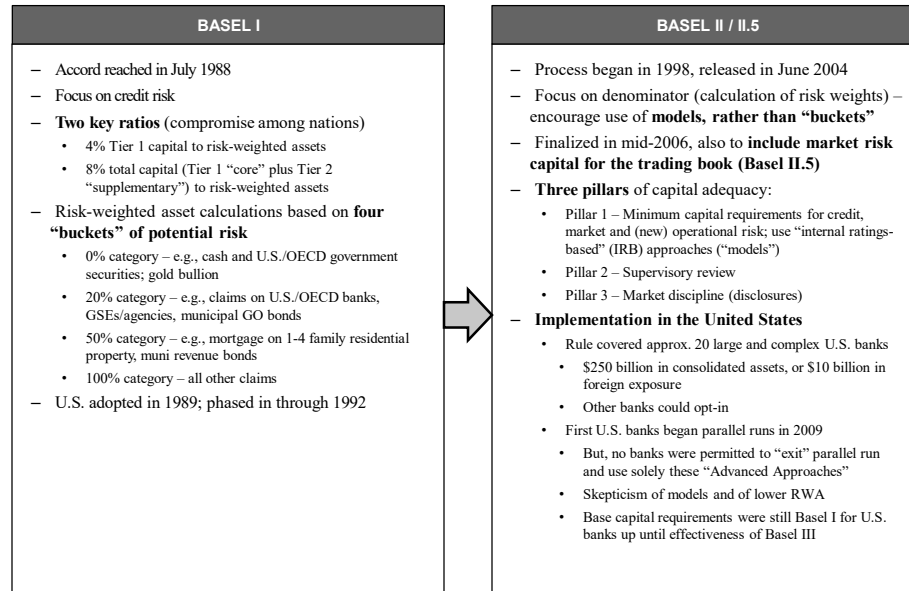 BASEL I
– Accord reached in July 1988
– Focus on credit risk
– Two key ratios (compromise among nations)
• 4% Tier 1 capital to risk-weighted assets
• 8% total capital (Tier 1 “core” plus Tier 2
“supplementary”) to risk-weighted assets
– Risk-weighted asset calculations based on four
“buckets” of potential risk
• 0% category – e.g., cash and U.S./OECD government
securities; gold bullion
• 20% category – e.g., claims on U.S./OECD banks,
GSEs/agencies, municipal GO bonds
• 50% category – e.g., mortgage on 1-4 family residential
property, muni revenue bonds
• 100% category – all other claims
– U.S. adopted in 1989; phased in through 1992
BASEL II / II.5
– Process began in 1998, released in June 2004
– Focus on denominator (calculation of risk weights) –
encourage use of models, rather than “buckets”
– Finalized in mid-2006, also to include market risk
capital for the trading book (Basel II.5)
– Three pillars of capital adequacy:
• Pillar 1 – Minimum capital requirements for credit,
market and (new) operational risk; use “internal ratings-
based” (IRB) approaches (“models”)
• Pillar 2 – Supervisory review
• Pillar 3 – Market discipline (disclosures)
– Implementation in the United States
• Rule covered approx. 20 large and complex U.S. banks
• $250 billion in consolidated assets, or $10 billion in
foreign exposure
• Other banks could opt-in
• First U.S. banks began parallel runs in 2009
• But, no banks were permitted to “exit” parallel run
and use solely these “Advanced Approaches”
• Skepticism of models and of lower RWA
• Base capital requirements were still Basel I for U.S.
banks up until effectiveness of Basel III